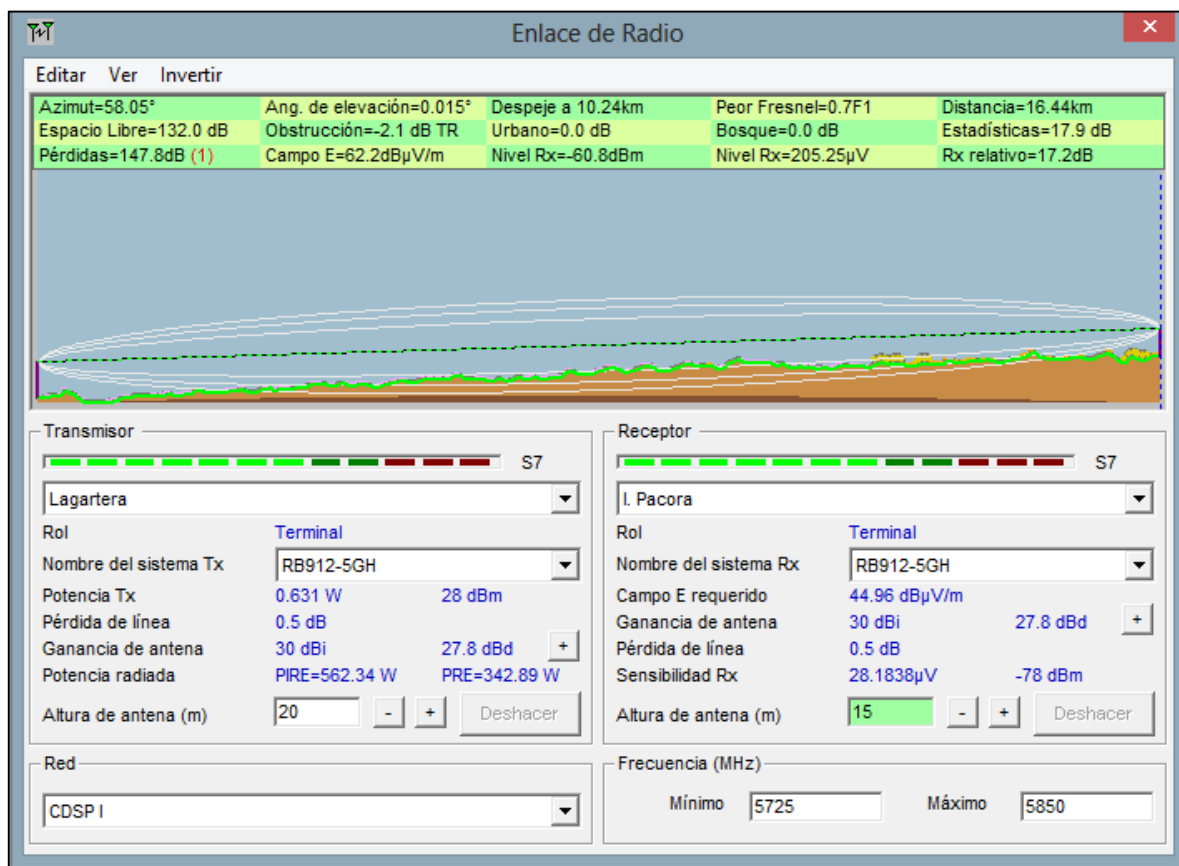 Enlace de Radio
Editar Ver Invertir
Azimut=58.05° Ang. de elevación=0.015° Despeje a 10.24km Peor Fresnel=0.7F1 Distancia=16.44km
Espacio Libre=132.0 dB Obstrucción=-2.1 dB TR Urbano=0.0 dB Bosque=0.0 dB Estadísticas=17.9 dB
Pérdidas=147.8dB (1) Campo E=62.2dBµV/m Nivel Rx=-60.8dBm Nivel Rx=205.25µV Rx relativo=17.2dB
Transmisor
S7
Lagartera
Rol Terminal
Nombre del sistema Tx RB912-5GH
Potencia Tx 0.631 W 28 dBm
Pérdida de línea 0.5 dB
Ganancia de antena 30 dBi 27.8 dBd +
Potencia radiada PIRE=562.34 W PRE=342.89 W
Altura de antena (m) 20 - + Deshacer
Receptor
S7
I. Pacora
Rol Terminal
Nombre del sistema Rx RB912-5GH
Campo E requerido 44.96 dBµV/m
Ganancia de antena 30 dBi 27.8 dBd +
Pérdida de línea 0.5 dB
Sensibilidad Rx 28.1838µV -78 dBm
Altura de antena (m) 15 - + Deshacer
Red
CDSP I
Frecuencia (MHz)
Mínimo 5725 Máximo 5850